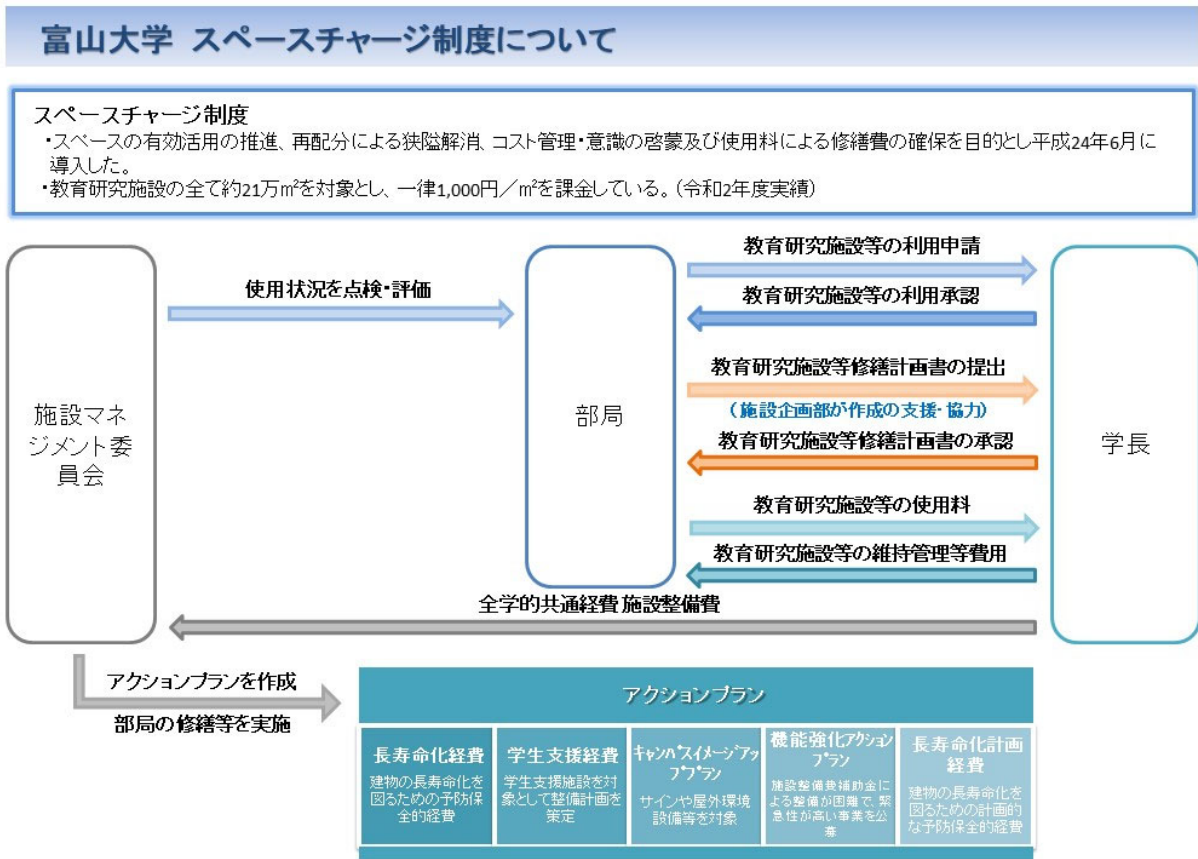 富山大学 スペースチャージ制度について
スペースチャージ制度
・スペースの有効活用の推進、再配分による狭隘解消、コスト管理・意識の啓蒙及び使用料による修繕費の確保を目的とし平成24年6月に
導入した。
・教育研究施設の全て約21万㎡を対象とし、一律1,000円／㎡を課金している。（令和2年度実績）
施設マネ
ジメント委
員会
使用状況を点検・評価
部局
教育研究施設等の利用申請
教育研究施設等の利用承認
教育研究施設等修繕計画書の提出
（施設企画部が作成の支援・協力）
教育研究施設等修繕計画書の承認
教育研究施設等の使用料
教育研究施設等の維持管理等費用
学長
全学的共通経費 施設整備費
アクションプランを作成
部局の修繕等を実施
アクションプラン
長寿命化経費
建物の長寿命化を
図るための予防保
全的経費
学生支援経費
学生支援施設を対
象として整備計画を
策定
キャンパスイメージアッ
ププラン
サインや屋外環境
設備等を対象
機能強化アクション
プラン
施設整備費補助金に
よる整備が困難で、緊
急性が高い事業を公
募
長寿命化計画
経費
建物の長寿命化を
図るための計画的
な予防保全的経費